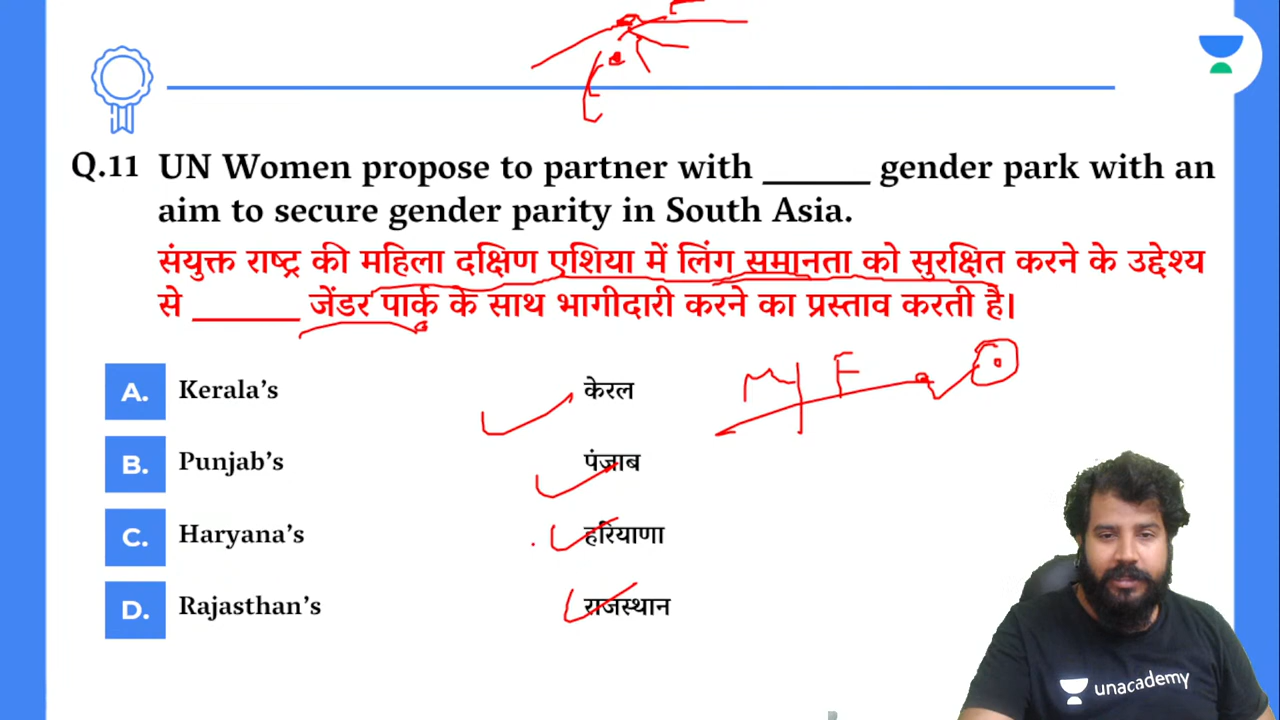 Q.11 UN Women propose to partner with ______ gender park with an
aim to secure gender parity in South Asia.
संयुक्त राष्ट्र की महिला दक्षिण एशिया में लिंग समानता को सुरक्षित करने के उद्देश्य
से ______ जेंडर पार्क के साथ भागीदारी करने का प्रस्ताव करती है।
M F
A. Kerala's केरल
B. Punjab's पंजाब
C. Haryana's हरियाणा
D. Rajasthan's राजस्थान
unacademy